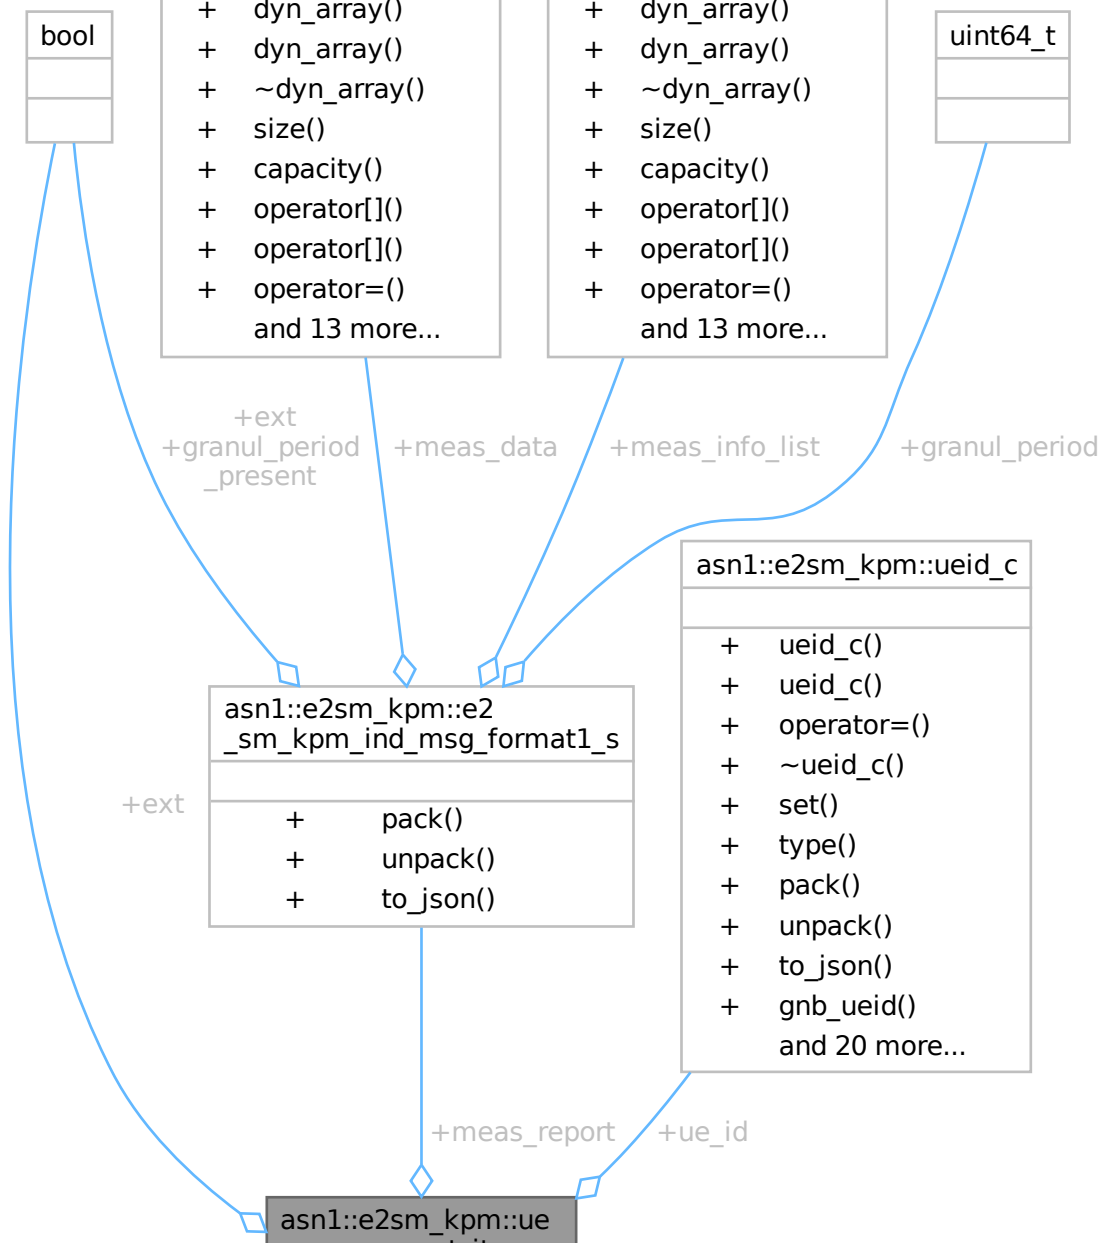 bool
+ dyn_array()
+ dyn_array()
+ ~dyn_array()
+ size()
+ capacity()
+ operator[]()
+ operator[]()
+ operator=()
and 13 more...
+ dyn_array()
+ dyn_array()
+ ~dyn_array()
+ size()
+ capacity()
+ operator[]()
+ operator[]()
+ operator=()
and 13 more...
uint64_t
+ext
+granul_period
_present
+meas_data
+meas_info_list
+granul_period
asn1::e2sm_kpm::ueid_c
+ ueid_c()
+ ueid_c()
+ operator=()
+ ~ueid_c()
+ set()
+ type()
+ pack()
+ unpack()
+ to_json()
+ gnb_ueid()
and 20 more...
asn1::e2sm_kpm::e2
_sm_kpm_ind_msg_format1_s
+ pack()
+ unpack()
+ to_json()
+ext
+meas_report
+ue_id
asn1::e2sm_kpm::ue